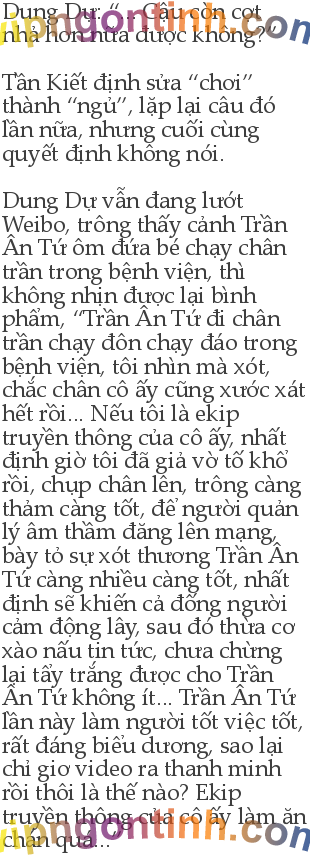 Dung Dự: “... Cậu còn cợt
nhả hơn nữa được không?”
Tân Kiết định sửa “chơi”
thành “ngủ”, lặp lại câu đó
lần nữa, nhưng cuối cùng
quyết định không nói.
Dung Dự vẫn đang lướt
Weibo, trông thấy cảnh Trần
Ân Tứ ôm đứa bé chạy chân
trần trong bệnh viện, thì
không nhịn được lại bình
phẩm, “Trần Ân Tứ đi chân
trần chạy đôn chạy đáo trong
bệnh viện, tôi nhìn mà xót,
chắc chân cô ấy cũng xước xát
hết rồi... Nếu tôi là ekip
truyền thông của cô ấy, nhất
định giờ tôi đã giả vờ tố khổ
rồi, chụp chân lên, trông càng
thảm càng tốt, để người quản
lý âm thầm đăng lên mạng,
bày tỏ sự xót thương Trần Ân
Tứ càng nhiều càng tốt, nhất
định sẽ khiến cả đống người
cảm động lây, sau đó thừa cơ
xào nấu tin tức, chưa chừng
lại tẩy trắng được cho Trần
Ân Tứ không ít... Trần Ân Tứ
lần này làm người tốt việc tốt,
rất đáng biểu dương, sao lại
chỉ giơ video ra thanh minh
rồi thôi là thế nào? Ekip
truyền thông của cô ấy làm ăn
chán quá...”
vipngontinh.com
vipngontinh.com